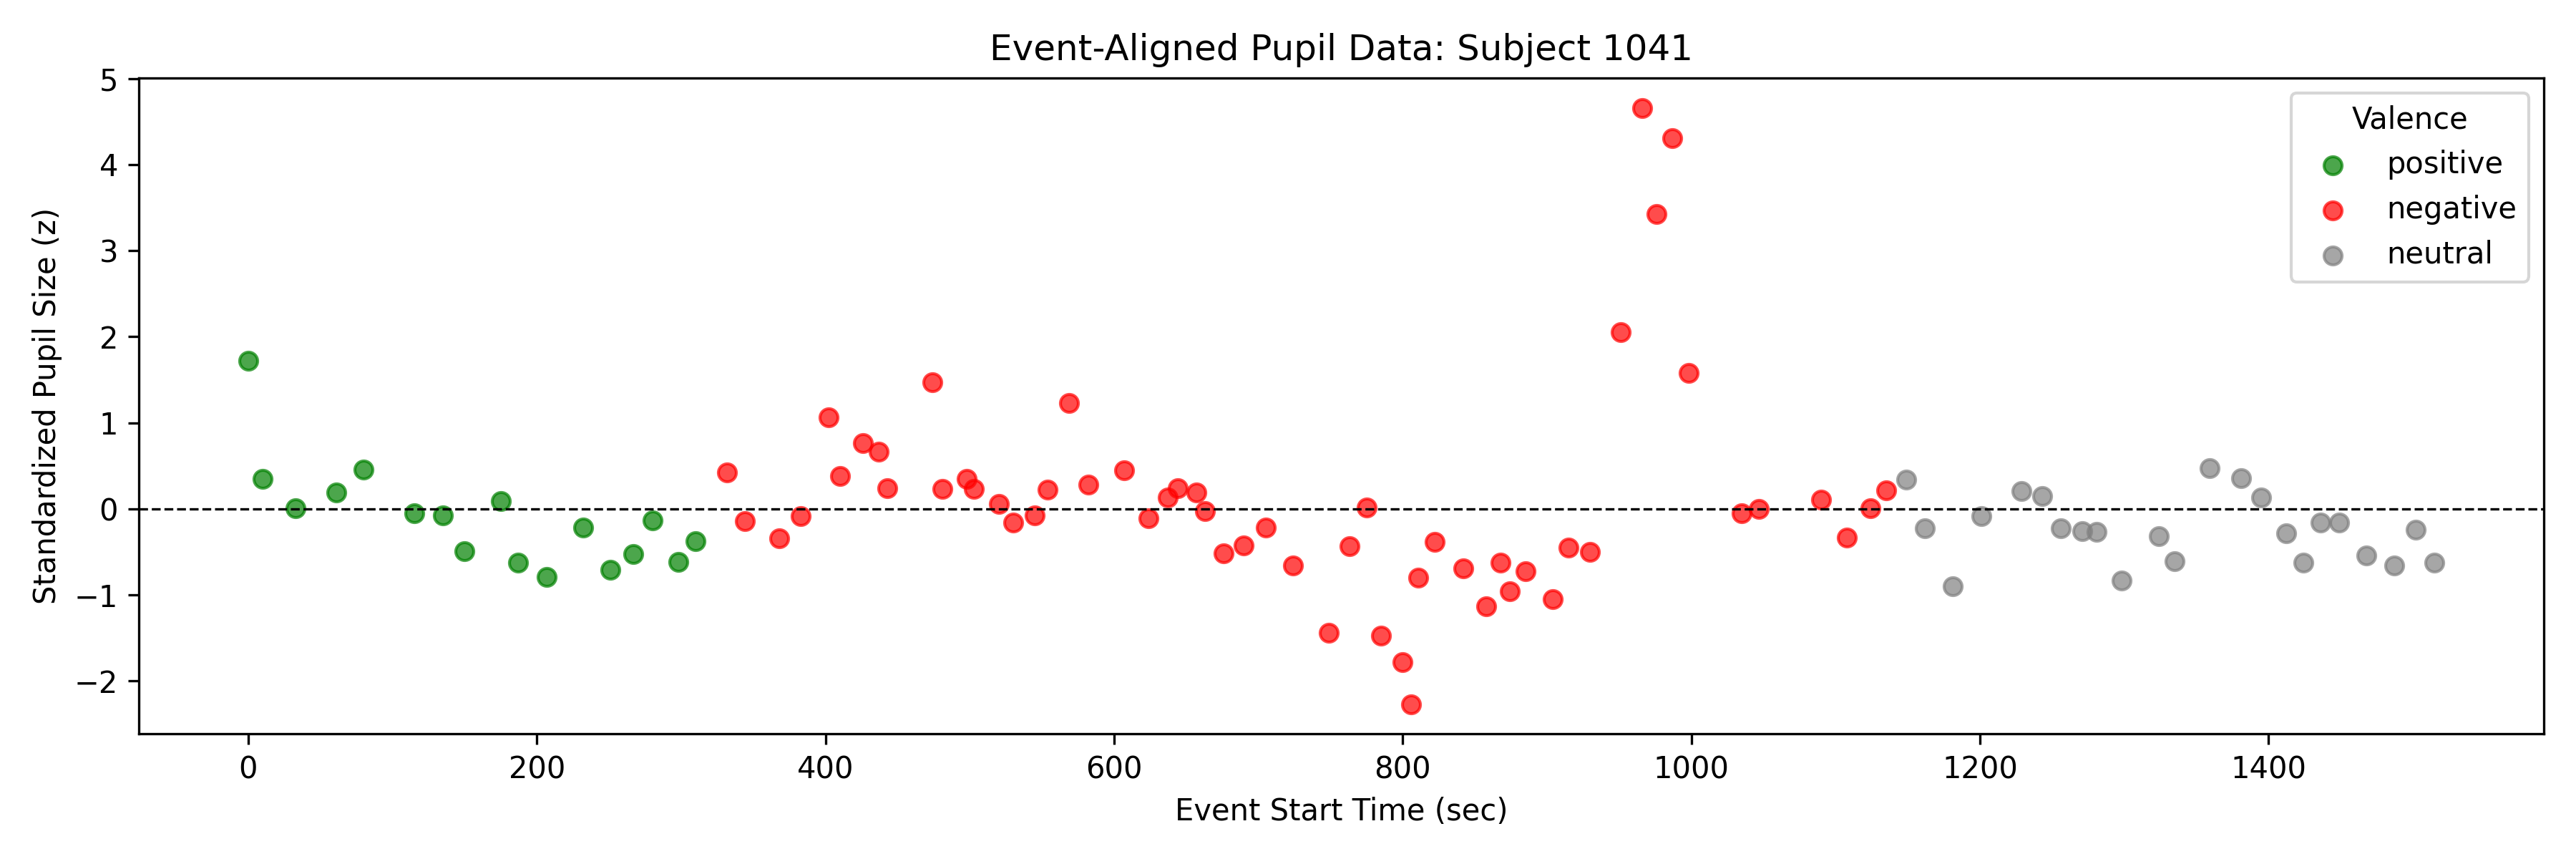 Event-Aligned Pupil Data: Subject 1041
Standardized Pupil Size (z)
5
4
3
2
1
0
−1
−2
Valence
positive
negative
neutral
0 200 400 600 800 1000 1200 1400
Event Start Time (sec)